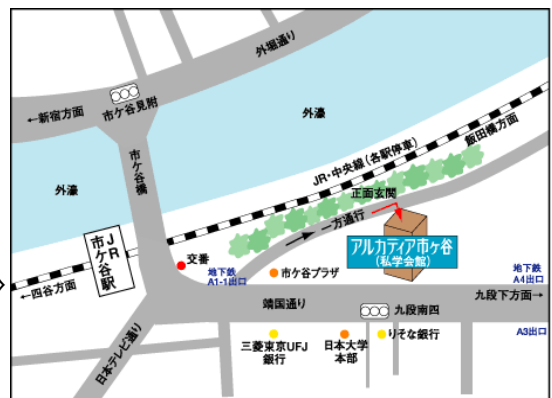 外堀通り
←新宿方面
市ケ谷見附
外濠
飯田橋方面
市ケ谷橋
JR・中央線(各駅停車)
外濠
正面玄関
一方通行
JR
市ケ谷駅
アルカディア市ヶ谷
(私学会館)
交番
地下鉄
A1-1出口
市ケ谷プラザ
地下鉄
A4出口
←四谷方面
靖国通り
九段南四
九段下方面→
日本テレビ通り
三菱東京UFJ
銀行
日本大学
本部
りそな銀行
A3出口